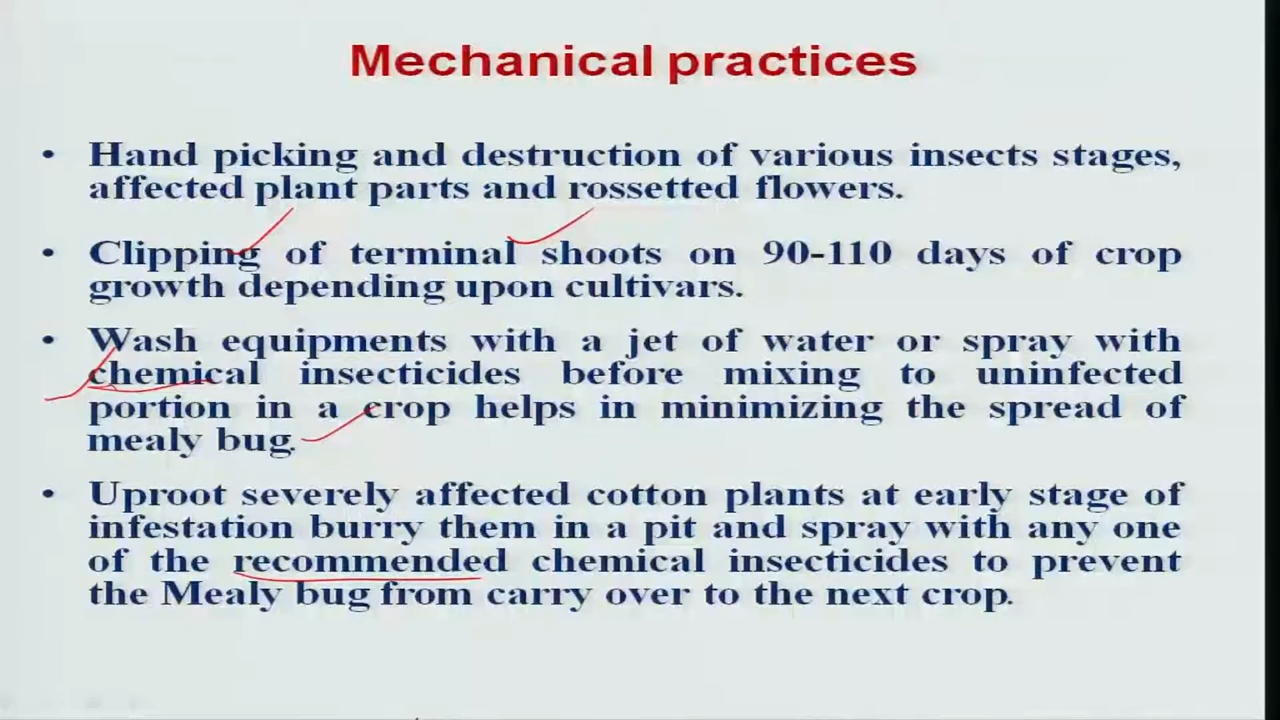 Mechanical practices
• Hand picking and destruction of various insects stages,
affected plant parts and rossetted flowers.
• Clipping of terminal shoots on 90-110 days of crop
growth depending upon cultivars.
• Wash equipments with a jet of water or spray with
chemical insecticides before mixing to uninfected
portion in a crop helps in minimizing the spread of
mealy bug.
• Uproot severely affected cotton plants at early stage of
infestation burry them in a pit and spray with any one
of the recommended chemical insecticides to prevent
the Mealy bug from carry over to the next crop.